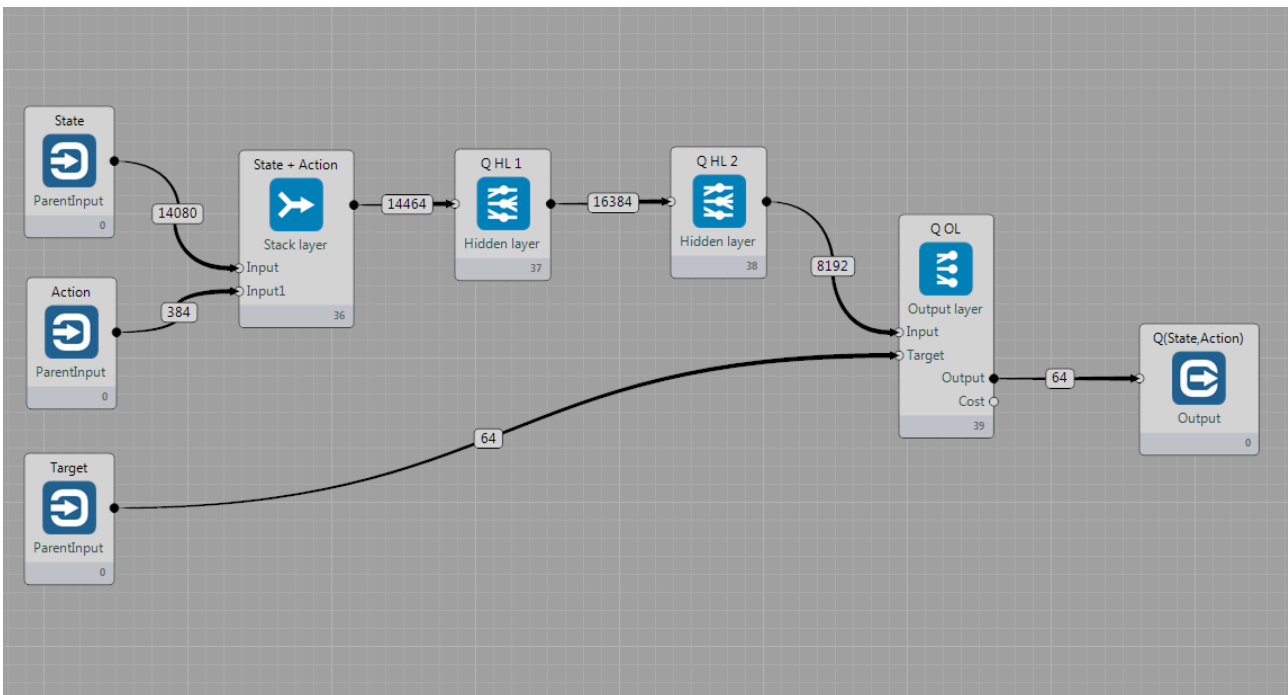 State
ParentInput
0
14080
Action
ParentInput
0
384
Target
ParentInput
0
State + Action
Stack layer
Input
Input1
36
14464
Q HL 1
Hidden layer
37
16384
Q HL 2
Hidden layer
38
8192
64
Q OL
Output layer
Input
Target
Output
Cost
39
64
Q(State,Action)
Output
0